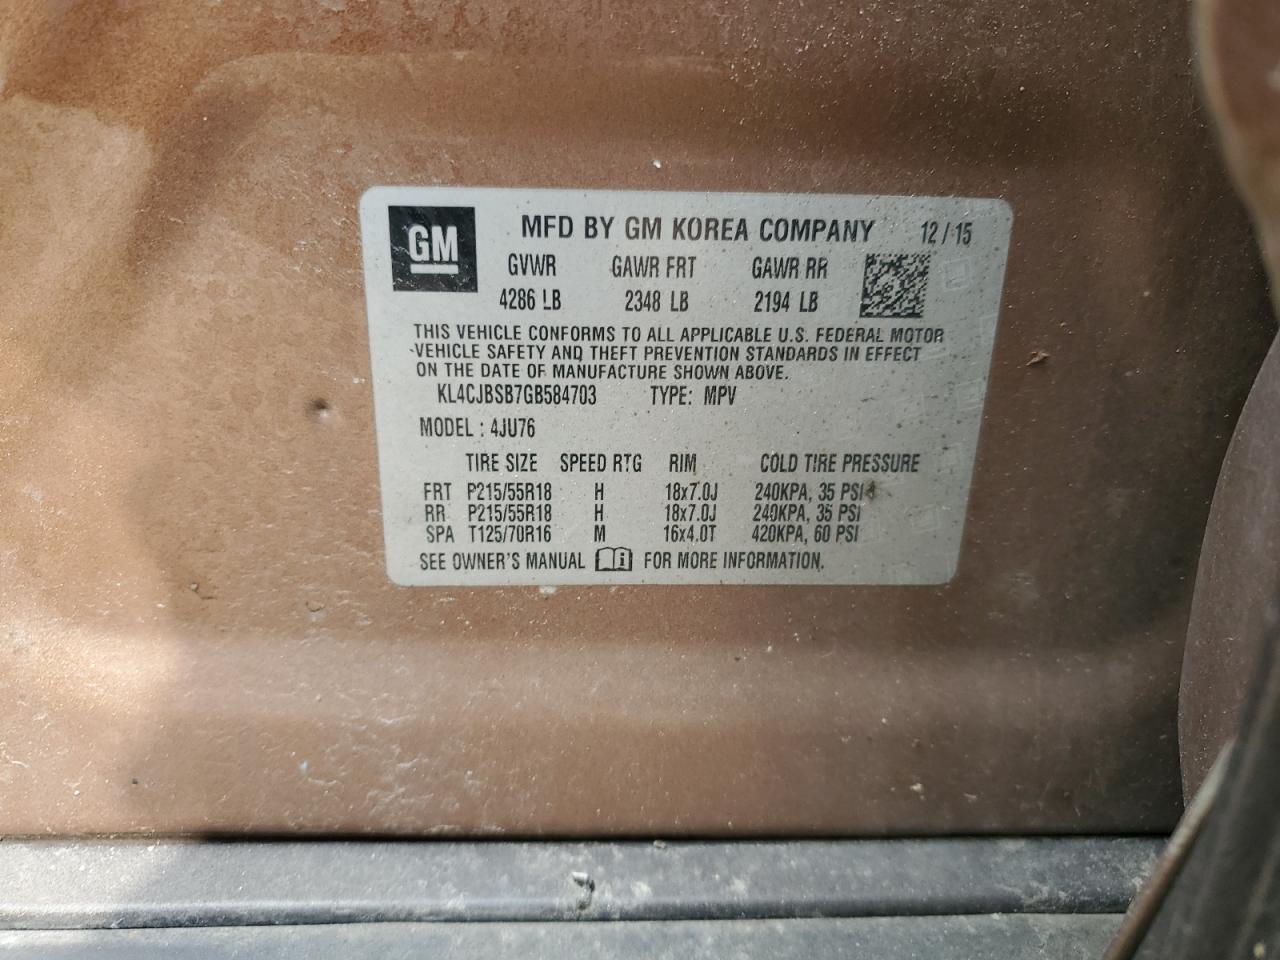 GM MFD BY GM KOREA COMPANY 12/15
GVWR GAWR FRT GAWR RR
4286 LB 2348 LB 2194 LB
THIS VEHICLE CONFORMS TO ALL APPLICABLE U.S. FEDERAL MOTOR
VEHICLE SAFETY AND THEFT PREVENTION STANDARDS IN EFFECT
ON THE DATE OF MANUFACTURE SHOWN ABOVE.
KL4CJBSB7GB584703 TYPE: MPV
MODEL : 4JU76
TIRE SIZE SPEED RTG RIM COLD TIRE PRESSURE
FRT P215/55R18 H 18x7.0J 240KPA, 35 PSI
RR P215/55R18 H 18x7.0J 240KPA, 35 PSI
SPA T125/70R16 M 16x4.0T 420KPA, 60 PSI
SEE OWNER'S MANUAL i FOR MORE INFORMATION.